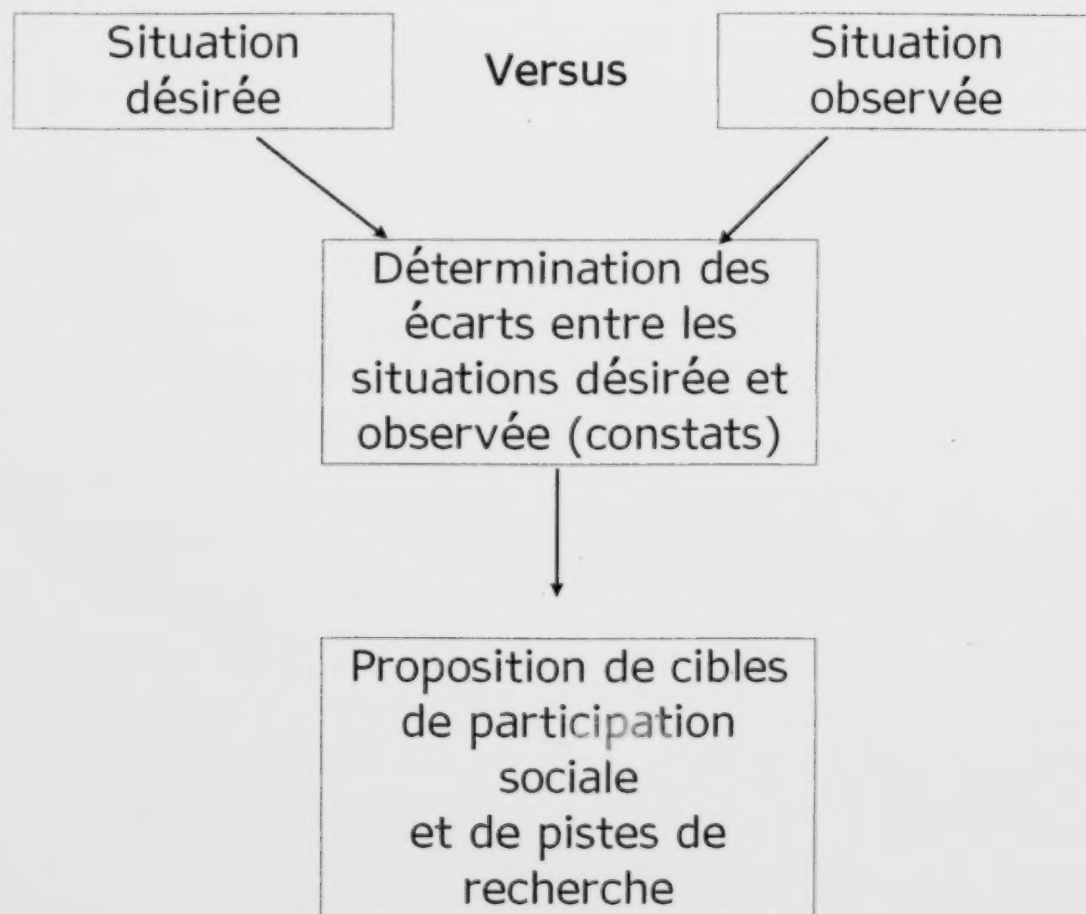 Situation
désirée
Versus
Situation
observée
Détermination des
écarts entre les
situations désirée et
observée (constats)
Proposition de cibles
de participation
sociale
et de pistes de
recherche